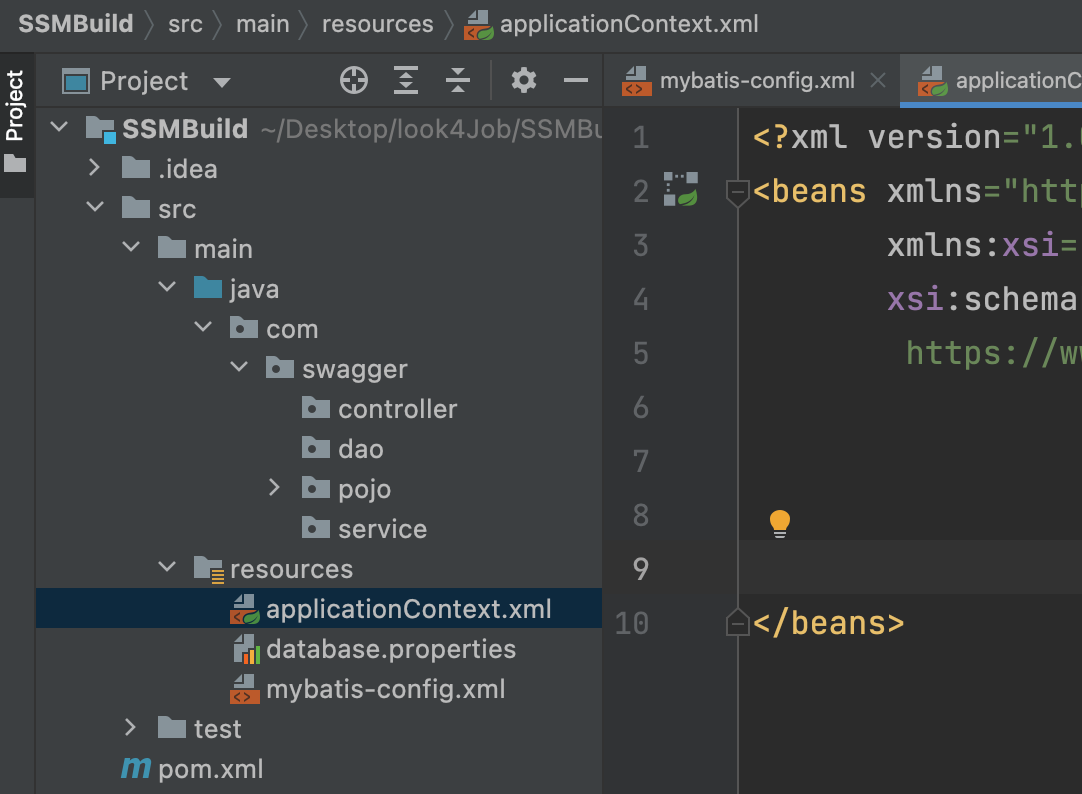 SSMBuild src main resources applicationContext.xml
Project
Project
mybatis-config.xml
applicationC
SSMBuild ~/Desktop/look4Job/SSMBu
.idea
src
main
java
com
swagger
controller
dao
pojo
service
resources
applicationContext.xml
database.properties
mybatis-config.xml
test
pom.xml
1 <?xml version="1.
2 <beans xmlns="htt
3 xmlns:xsi=
4 xsi:schema
5 https://w
6
7
8
9
10 </beans>